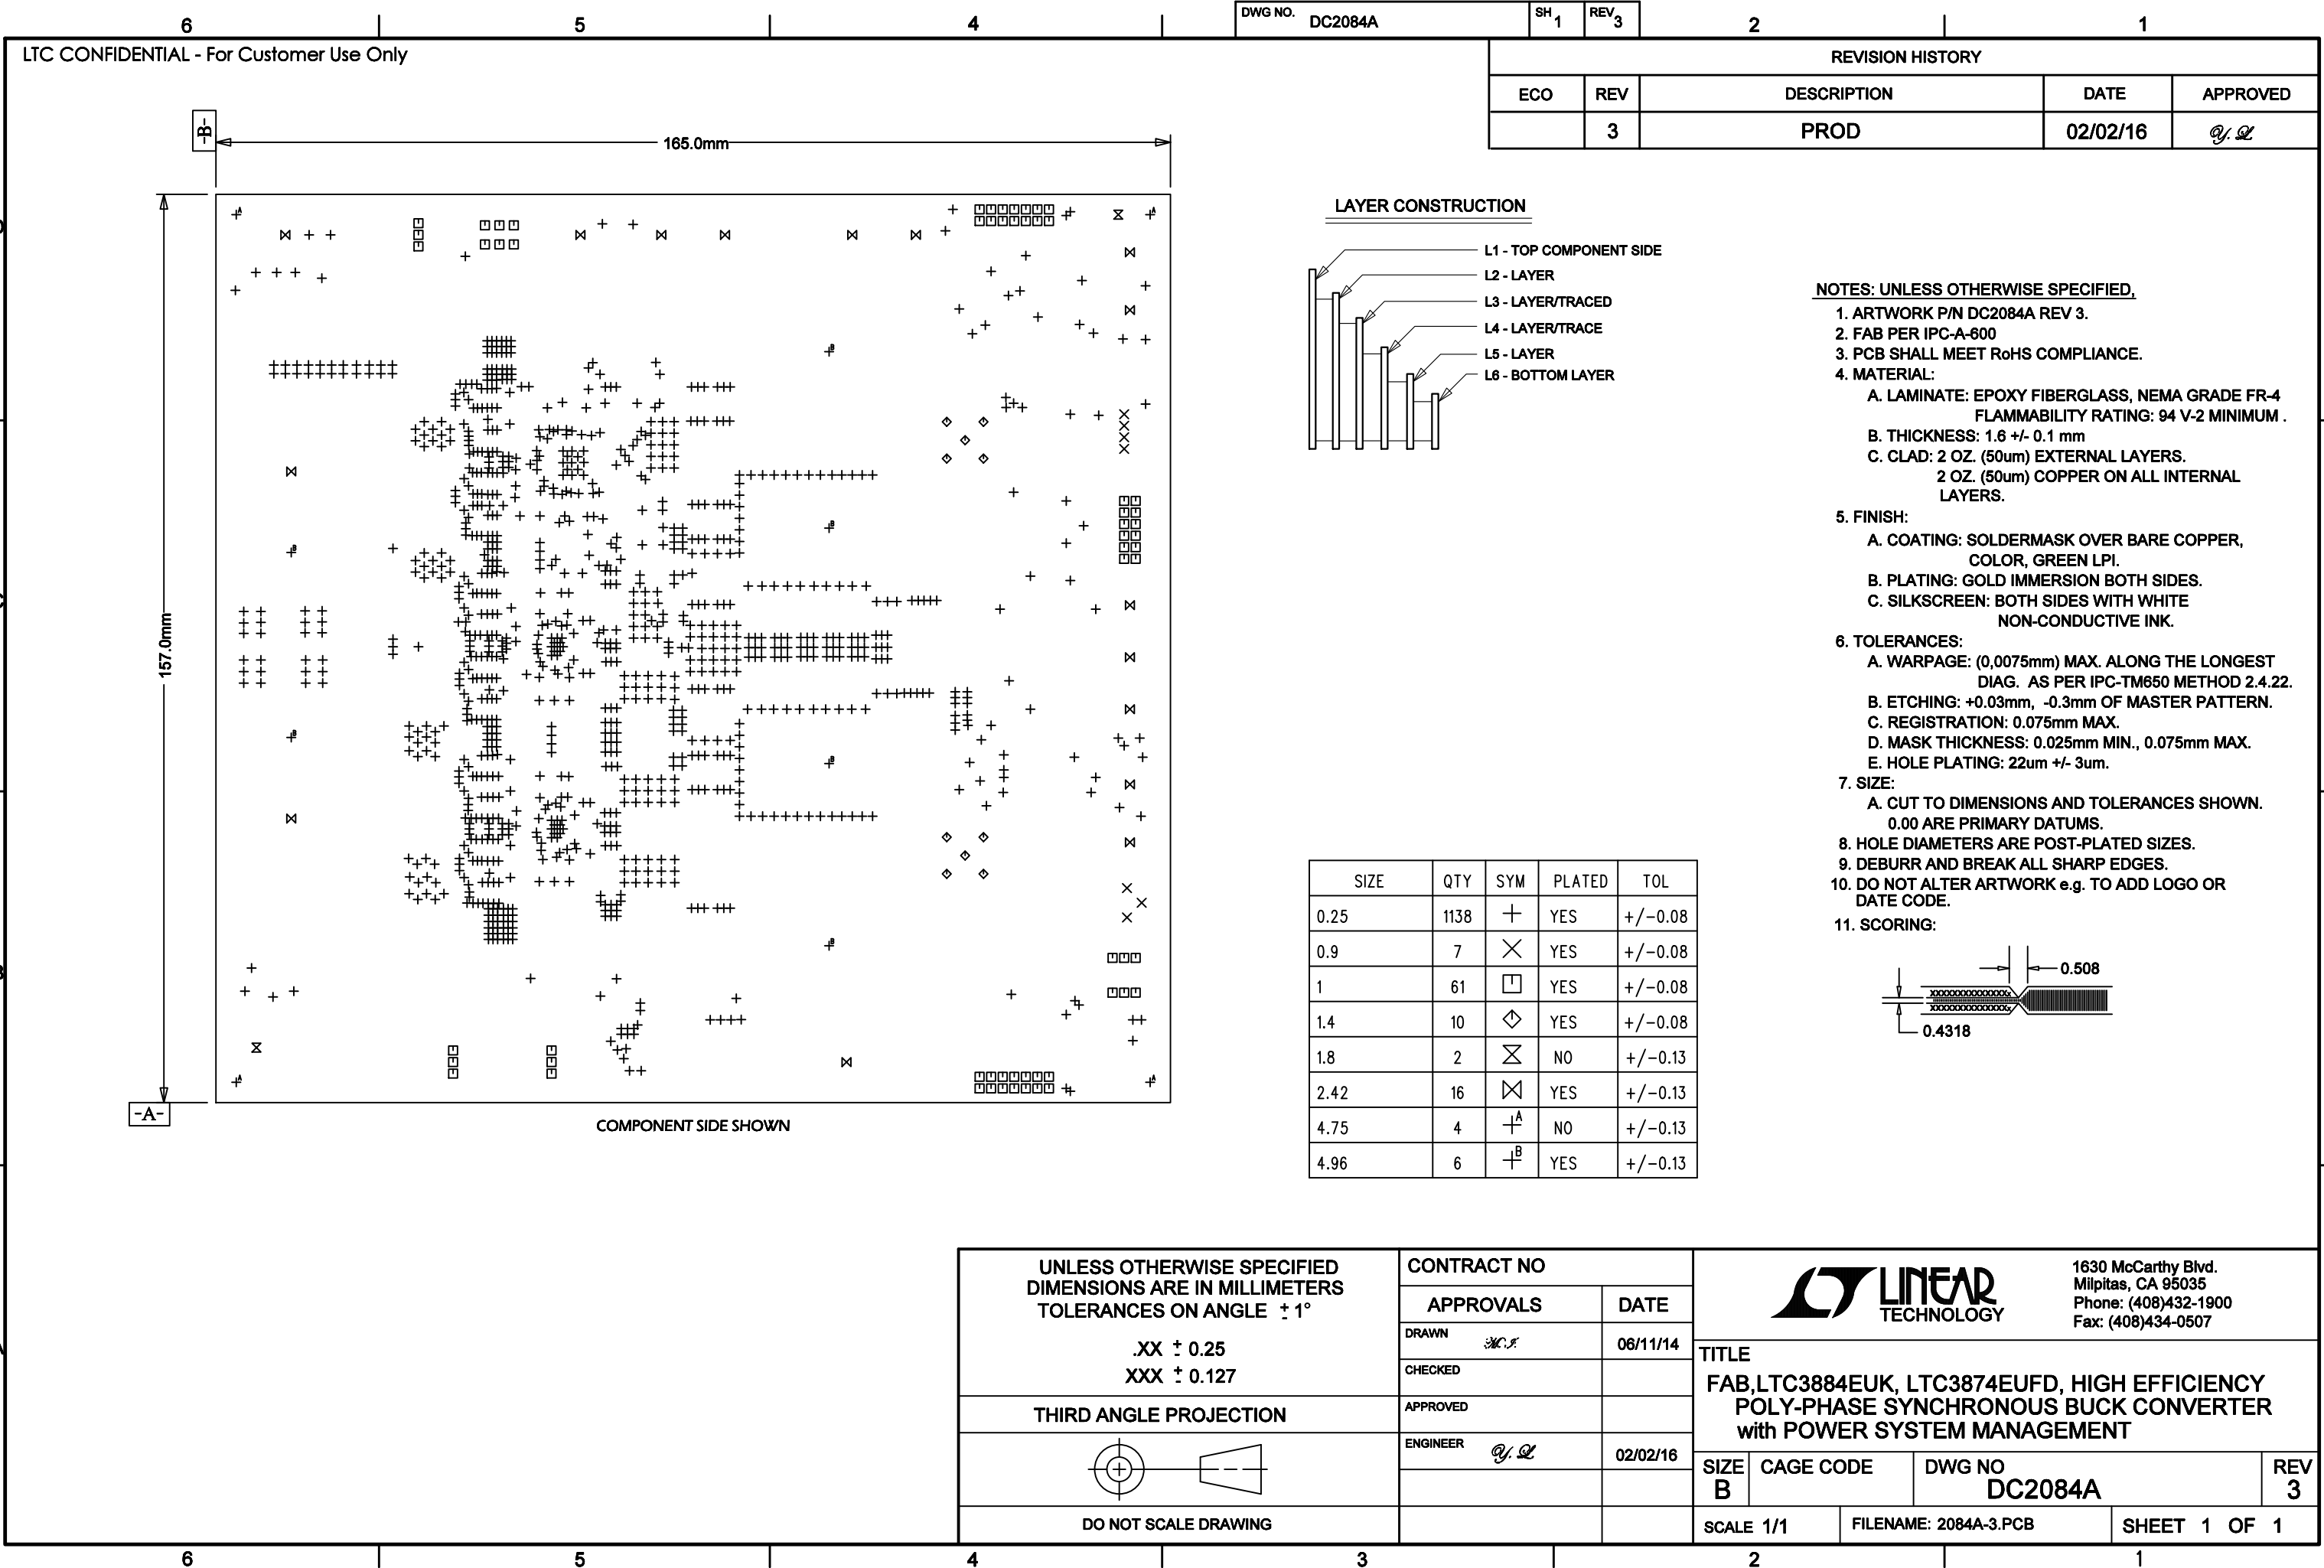 6 5 4 2 1
DWG NO. DC2084A SH 1 REV 3
LTC CONFIDENTIAL - For Customer Use Only
REVISION HISTORY
ECO REV DESCRIPTION DATE APPROVED
3 PROD 02/02/16 Y. L
-B-
165.0mm
157.0mm
-A-
COMPONENT SIDE SHOWN
LAYER CONSTRUCTION
L1 - TOP COMPONENT SIDE
L2 - LAYER
L3 - LAYER/TRACED
L4 - LAYER/TRACE
L5 - LAYER
L6 - BOTTOM LAYER
NOTES: UNLESS OTHERWISE SPECIFIED,
1. ARTWORK P/N DC2084A REV 3.
2. FAB PER IPC-A-600
3. PCB SHALL MEET RoHS COMPLIANCE.
4. MATERIAL:
A. LAMINATE: EPOXY FIBERGLASS, NEMA GRADE FR-4
FLAMMABILITY RATING: 94 V-2 MINIMUM .
B. THICKNESS: 1.6 +/- 0.1 mm
C. CLAD: 2 OZ. (50um) EXTERNAL LAYERS.
2 OZ. (50um) COPPER ON ALL INTERNAL
LAYERS.
5. FINISH:
A. COATING: SOLDERMASK OVER BARE COPPER,
COLOR, GREEN LPI.
B. PLATING: GOLD IMMERSION BOTH SIDES.
C. SILKSCREEN: BOTH SIDES WITH WHITE
NON-CONDUCTIVE INK.
6. TOLERANCES:
A. WARPAGE: (0,0075mm) MAX. ALONG THE LONGEST
DIAG. AS PER IPC-TM650 METHOD 2.4.22.
B. ETCHING: +0.03mm, -0.3mm OF MASTER PATTERN.
C. REGISTRATION: 0.075mm MAX.
D. MASK THICKNESS: 0.025mm MIN., 0.075mm MAX.
E. HOLE PLATING: 22um +/- 3um.
7. SIZE:
A. CUT TO DIMENSIONS AND TOLERANCES SHOWN.
0.00 ARE PRIMARY DATUMS.
8. HOLE DIAMETERS ARE POST-PLATED SIZES.
9. DEBURR AND BREAK ALL SHARP EDGES.
10. DO NOT ALTER ARTWORK e.g. TO ADD LOGO OR
DATE CODE.
11. SCORING:
0.508
0.4318
SIZE QTY SYM PLATED TOL
0.25 1138 YES +/-0.08
0.9 7 YES +/-0.08
1 61 YES +/-0.08
1.4 10 YES +/-0.08
1.8 2 NO +/-0.13
2.42 16 YES +/-0.13
4.75 4 A NO +/-0.13
4.96 6 B YES +/-0.13
UNLESS OTHERWISE SPECIFIED
DIMENSIONS ARE IN MILLIMETERS
TOLERANCES ON ANGLE ± 1°
.XX ± 0.25
XXX ± 0.127
THIRD ANGLE PROJECTION
DO NOT SCALE DRAWING
CONTRACT NO
APPROVALS DATE
DRAWN M.I. 06/11/14
CHECKED
APPROVED
ENGINEER Y. L 02/02/16
LINEAR
TECHNOLOGY
1630 McCarthy Blvd.
Milpitas, CA 95035
Phone: (408)432-1900
Fax: (408)434-0507
TITLE
FAB,LTC3884EUK, LTC3874EUFD, HIGH EFFICIENCY
POLY-PHASE SYNCHRONOUS BUCK CONVERTER
with POWER SYSTEM MANAGEMENT
SIZE B CAGE CODE DWG NO DC2084A REV 3
SCALE 1/1 FILENAME: 2084A-3.PCB SHEET 1 OF 1
6 5 4 3 2 1